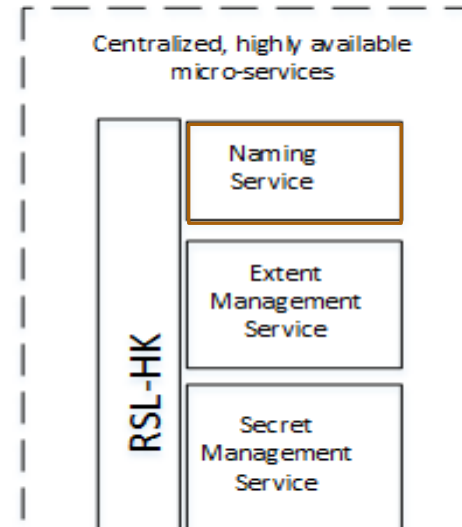 Centralized, highly available
micro-services
RSL-HK
Naming
Service
Extent
Management
Service
Secret
Management
Service